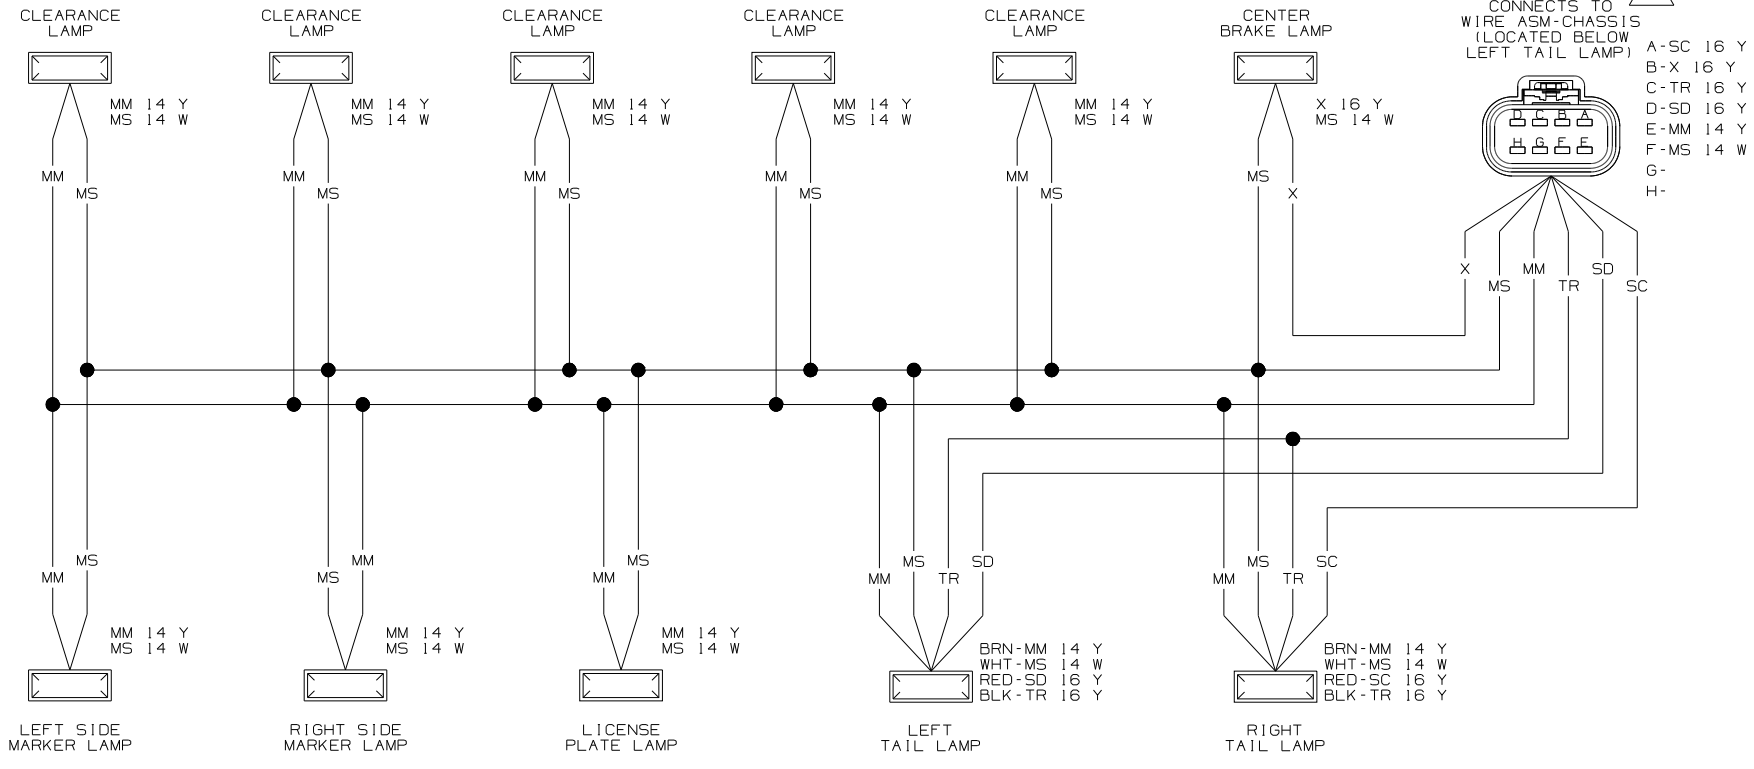 CLEARANCE
LAMP
CLEARANCE
LAMP
CLEARANCE
LAMP
CLEARANCE
LAMP
CLEARANCE
LAMP
CENTER
BRAKE LAMP
CONNECTS TO
WIRE ASM-CHASSIS
(LOCATED BELOW
LEFT TAIL LAMP)
A-SC 16 Y
B-X 16 Y
C-TR 16 Y
D-SD 16 Y
E-MM 14 Y
F-MS 14 W
G-
H-
MM 14 Y
MS 14 W
MM 14 Y
MS 14 W
MM 14 Y
MS 14 W
MM 14 Y
MS 14 W
MM 14 Y
MS 14 W
X 16 Y
MS 14 W
D C B A
H G F E
MM MS
MM MS
MM MS
MM MS
MM MS
MS X
X MS MM TR SD SC
MM MS
MS MM
MM MS
MM MS TR SD
MM MS TR SC
MM 14 Y
MS 14 W
MM 14 Y
MS 14 W
MM 14 Y
MS 14 W
BRN-MM 14 Y
WHT-MS 14 W
RED-SD 16 Y
BLK-TR 16 Y
BRN-MM 14 Y
WHT-MS 14 W
RED-SC 16 Y
BLK-TR 16 Y
LEFT SIDE
MARKER LAMP
RIGHT SIDE
MARKER LAMP
LICENSE
PLATE LAMP
LEFT
TAIL LAMP
RIGHT
TAIL LAMP